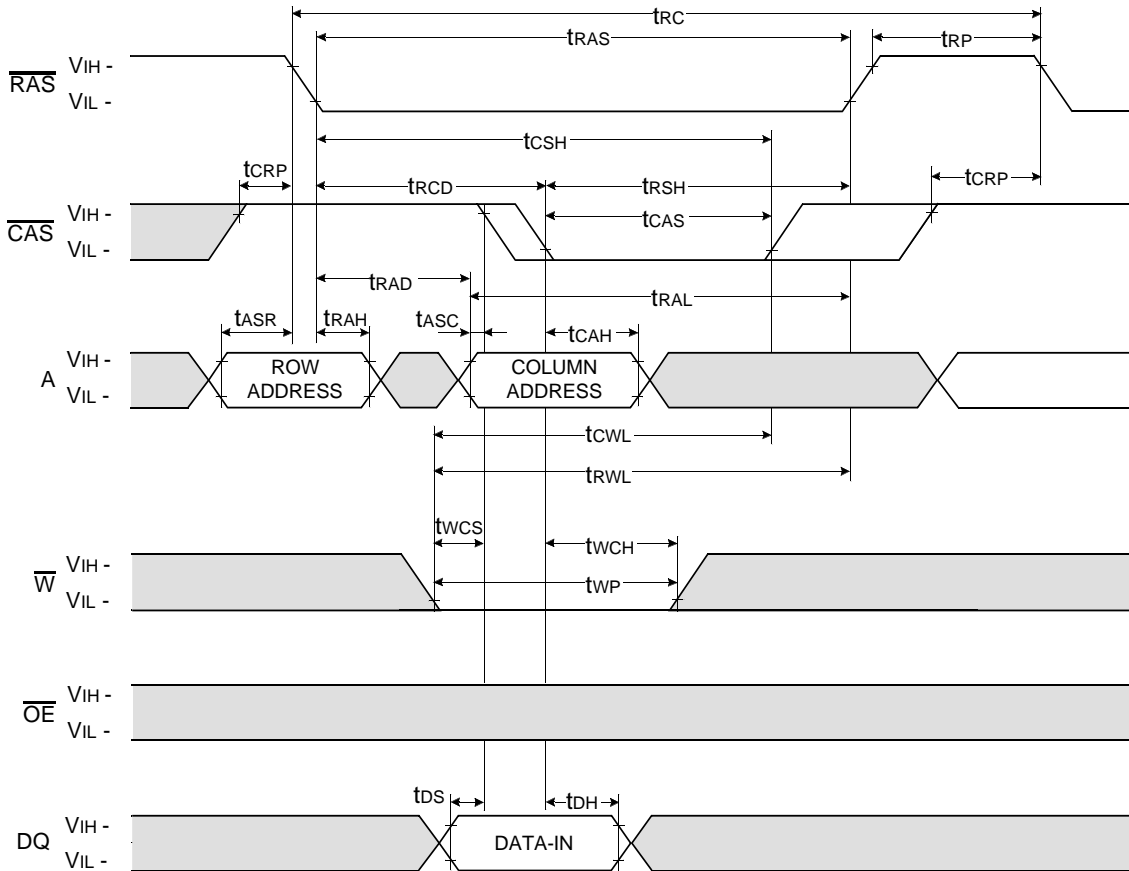 tRC
tRAS
tRP
RAS
VIH -
VIL -
tCSH
tCRP
tRCD
tRSH
tCRP
CAS
VIH -
VIL -
tCAS
tRAD
tRAL
tASR
tRAH
tASC
tCAH
A
VIH -
VIL -
ROW
ADDRESS
COLUMN
ADDRESS
tCWL
tRWL
tWCS
tWCH
W
VIH -
VIL -
tWP
OE
VIH -
VIL -
tDS
tDH
DQ
VIH -
VIL -
DATA-IN